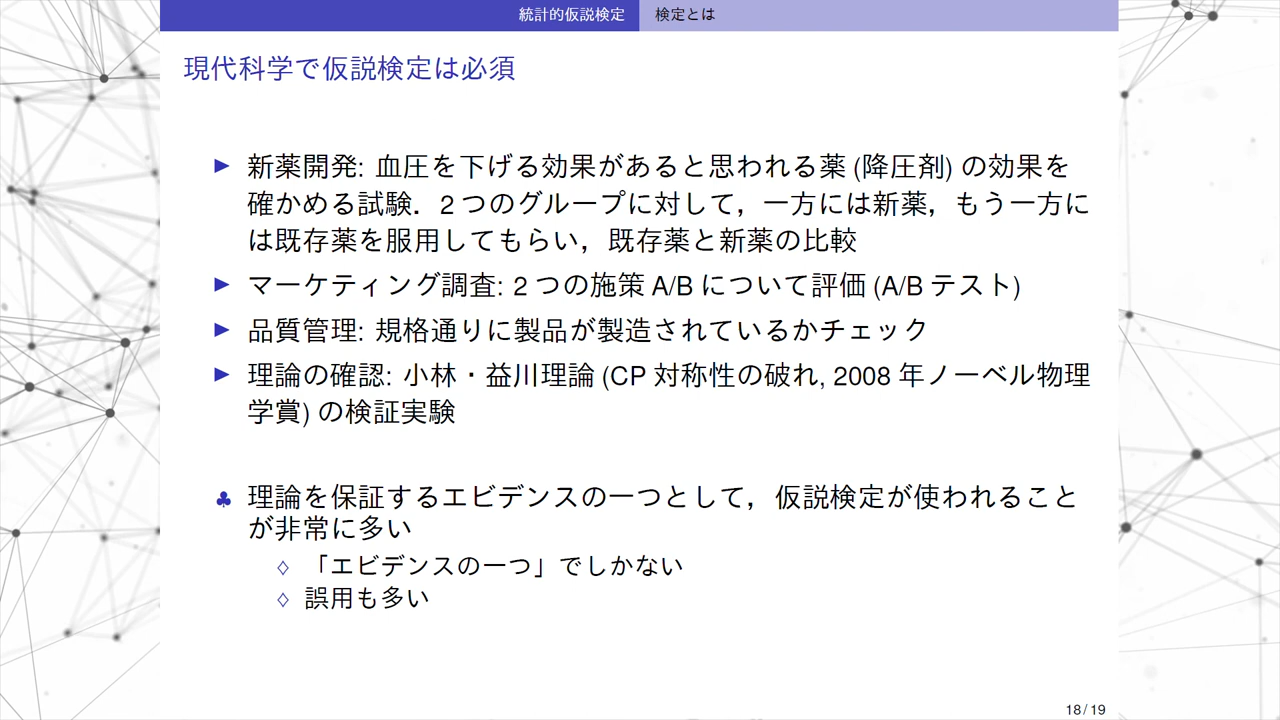 統計的仮説検定 検定とは
現代科学で仮説検定は必須
▶ 新薬開発: 血圧を下げる効果があると思われる薬 (降圧剤) の効果を
確かめる試験．2 つのグループに対して，一方には新薬，もう一方に
は既存薬を服用してもらい，既存薬と新薬の比較
▶ マーケティング調査: 2 つの施策 A/B について評価 (A/B テスト)
▶ 品質管理: 規格通りに製品が製造されているかチェック
▶ 理論の確認: 小林・益川理論 (CP 対称性の破れ, 2008 年ノーベル物理
学賞) の検証実験
♣ 理論を保証するエビデンスの一つとして，仮説検定が使われること
が非常に多い
♢ 「エビデンスの一つ」でしかない
♢ 誤用も多い
18 / 19